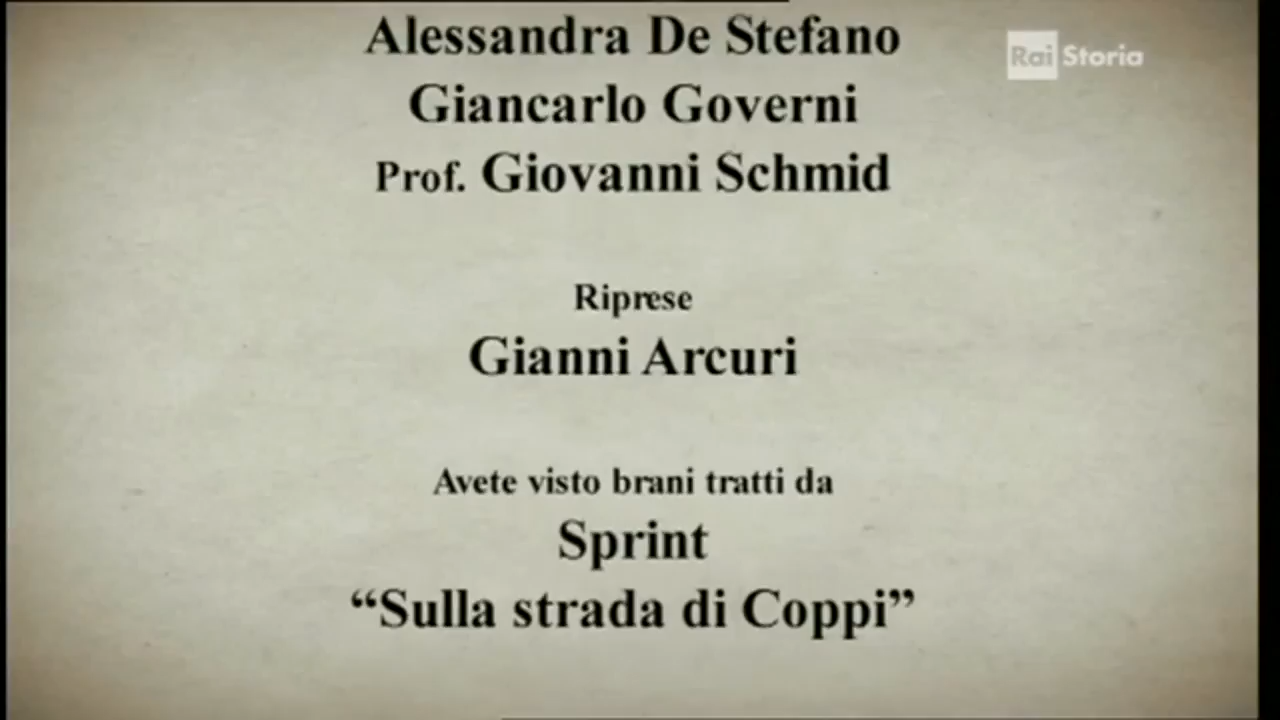 Alessandra De Stefano
Rai Storia
Giancarlo Governi
Prof. Giovanni Schmid
Riprese
Gianni Arcuri
Avete visto brani tratti da
Sprint
“Sulla strada di Coppi”